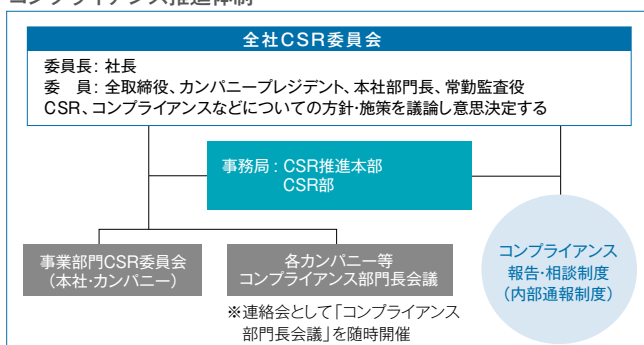 コンプライアンス推進体制
全社CSR委員会
委員長: 社長
委　員: 全取締役、カンパニープレジデント、本社部門長、常勤監査役
CSR、コンプライアンスなどについての方針・施策を議論し意思決定する
事務局 : CSR推進本部
CSR部
事業部門CSR委員会
（本社・カンパニー）
各カンパニー等
コンプライアンス部門長会議
※連絡会として「コンプライアンス
部門長会議」を随時開催
コンプライアンス
報告・相談制度
（内部通報制度）